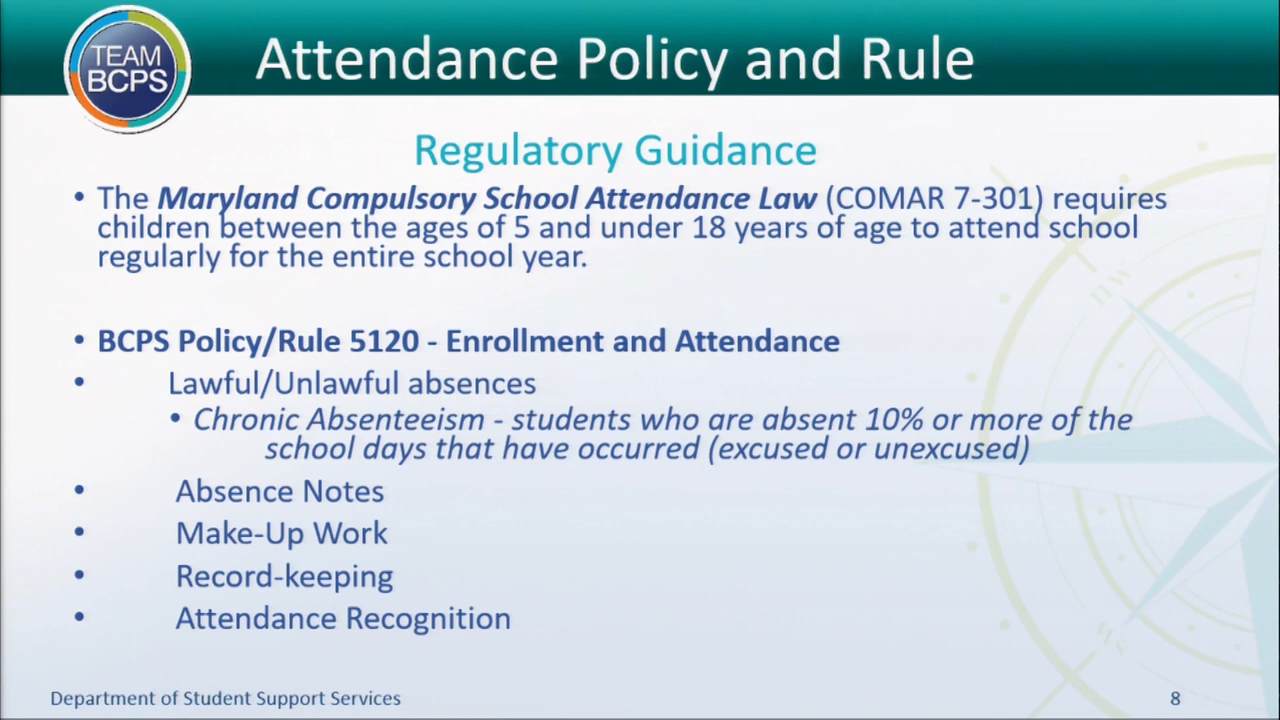 TEAM
BCPS
Attendance Policy and Rule
Regulatory Guidance
• The Maryland Compulsory School Attendance Law (COMAR 7-301) requires
children between the ages of 5 and under 18 years of age to attend school
regularly for the entire school year.
• BCPS Policy/Rule 5120 - Enrollment and Attendance
• Lawful/Unlawful absences
• Chronic Absenteeism - students who are absent 10% or more of the
school days that have occurred (excused or unexcused)
• Absence Notes
• Make-Up Work
• Record-keeping
• Attendance Recognition
NW
SW
Department of Student Support Services
8